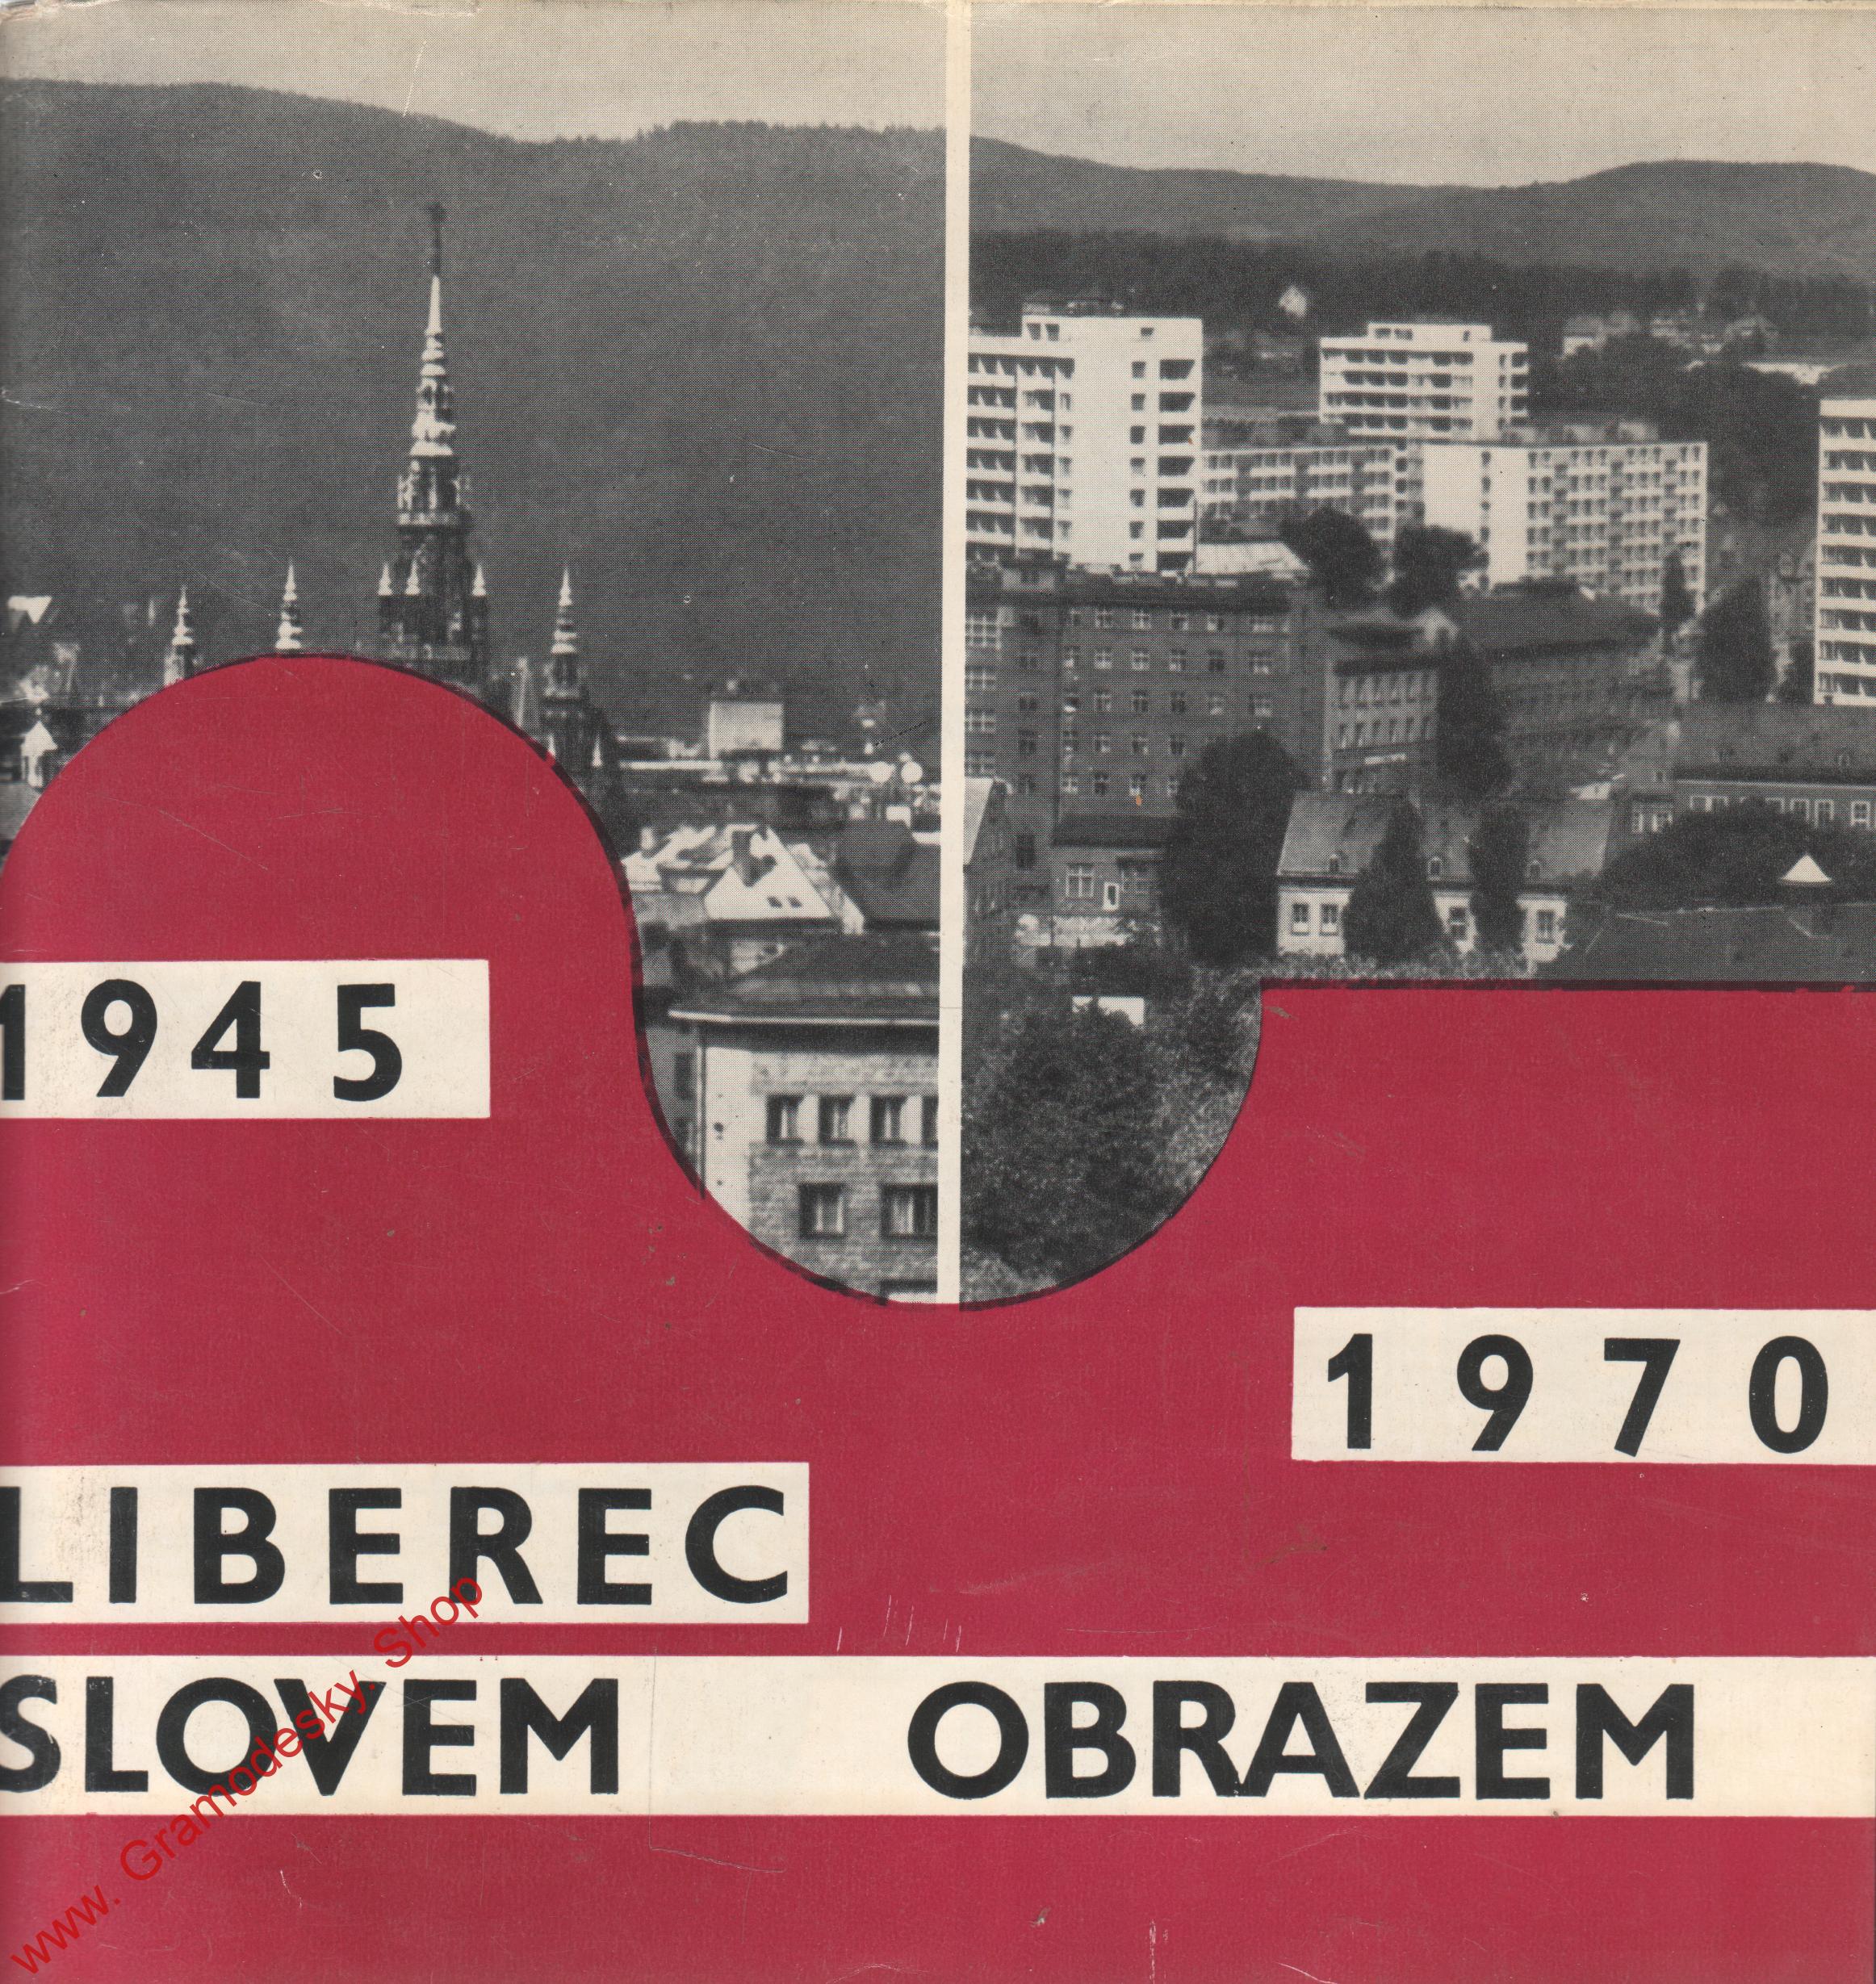 1945
1970
LIBEREC
SLOVEM OBRAZEM
www. Gramodesky. Shop